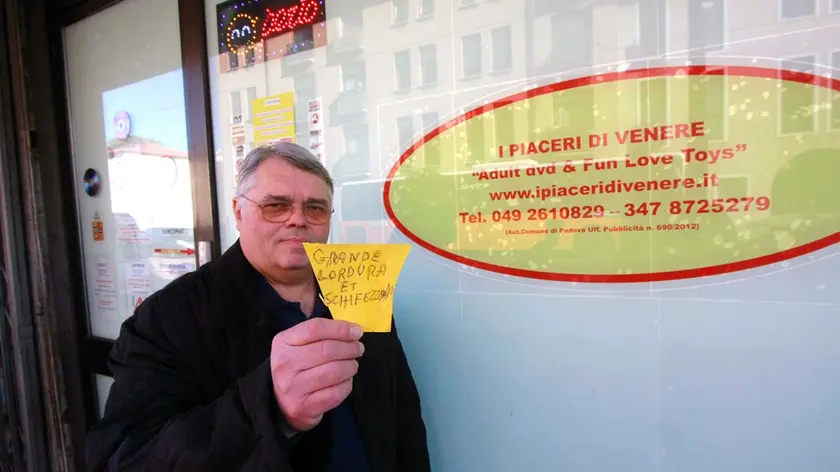 GRANDE
LORDURA
ET
I PIACERI DI VENERE
"Adult dvd & Fun Love Toys"
www.ipiaceridivenere.it
Tel. 049 2610829 - 347 8725279
(Aut.Comune di Padova Uff. Pubblicità n. 690/2012)